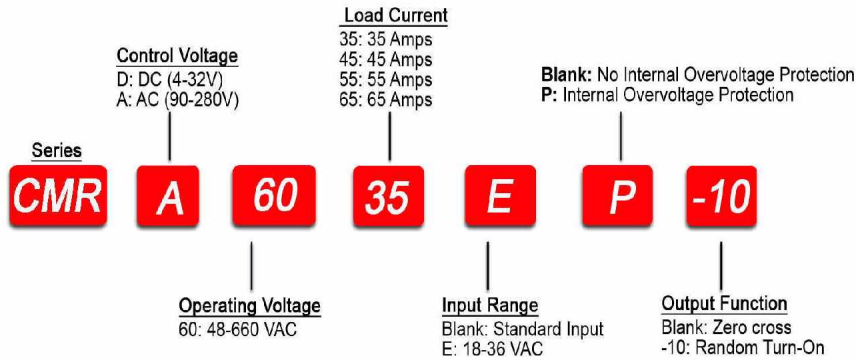 Load Current
35: 35 Amps
45: 45 Amps
55: 55 Amps
65: 65 Amps
Control Voltage
D: DC (4-32V)
A: AC (90-280V)
Blank: No Internal Overvoltage Protection
P: Internal Overvoltage Protection
Series
CMR A 60 35 E P -10
Operating Voltage
60: 48-660 VAC
Input Range
Blank: Standard Input
E: 18-36 VAC
Output Function
Blank: Zero cross
-10: Random Turn-On